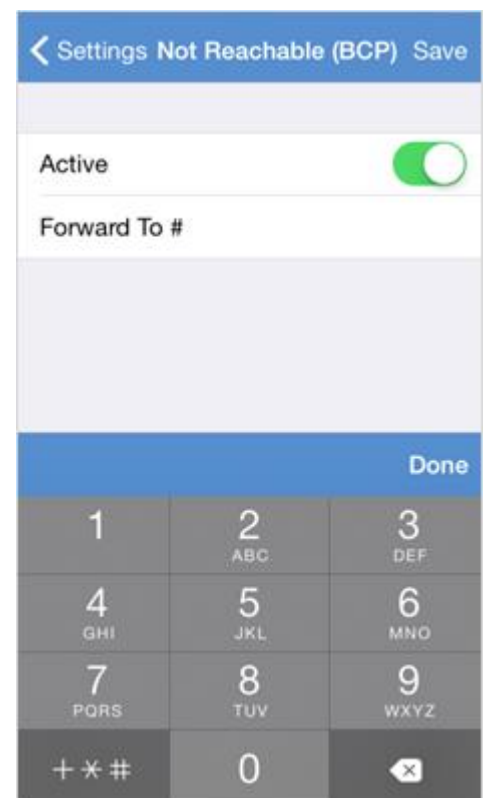 Settings Not Reachable (BCP) Save
Active
Forward To #
Done
1 2 3
ABC DEF
4 5 6
GHI JKL MNO
7 8 9
PQRS TUV WXYZ
+*# 0